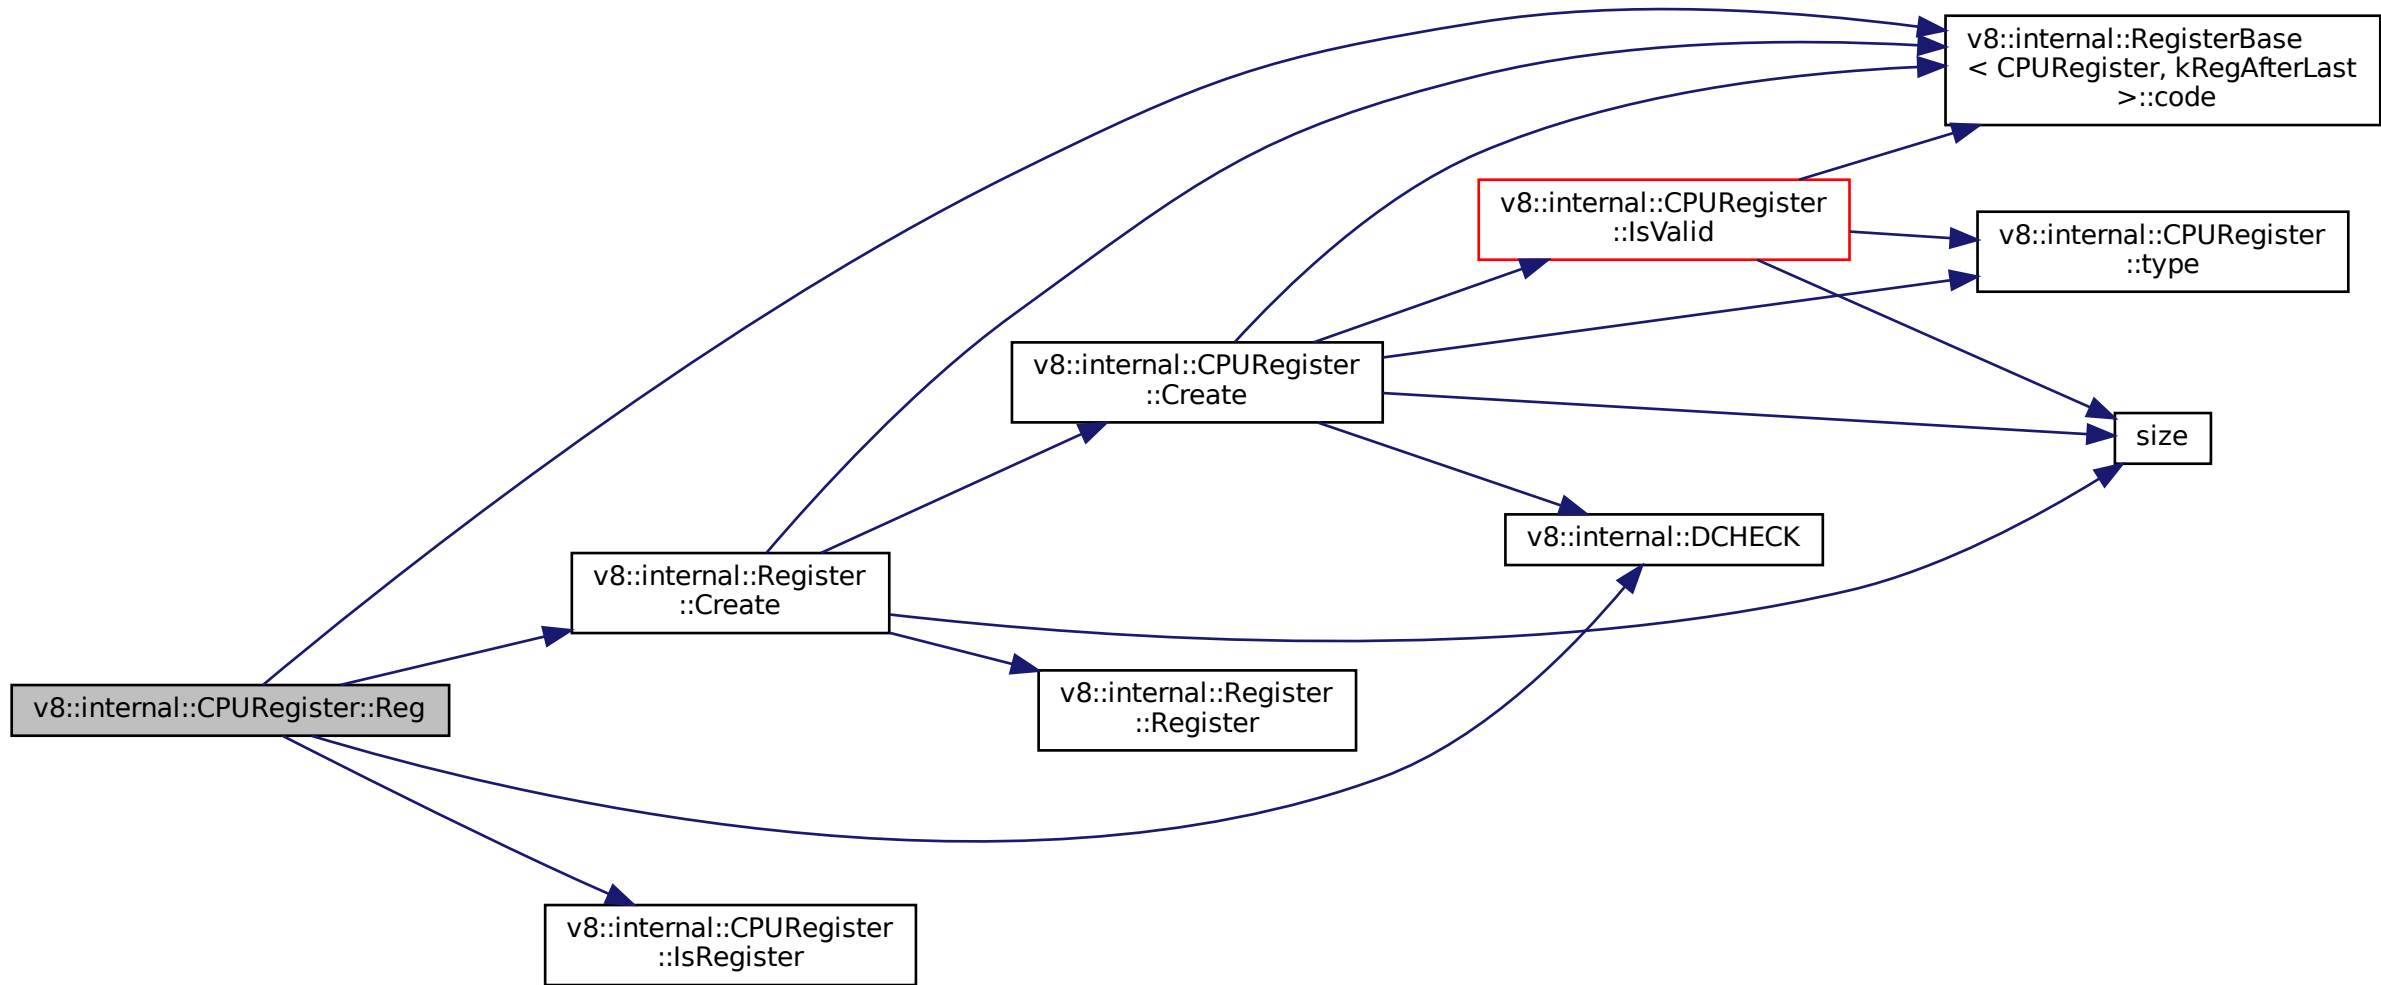 v8::internal::RegisterBase
< CPURegister, kRegAfterLast
>::code
v8::internal::CPURegister
::IsValid
v8::internal::CPURegister
::type
v8::internal::CPURegister
::Create
size
v8::internal::DCHECK
v8::internal::Register
::Create
v8::internal::Register
::Register
v8::internal::CPURegister::Reg
v8::internal::CPURegister
::IsRegister